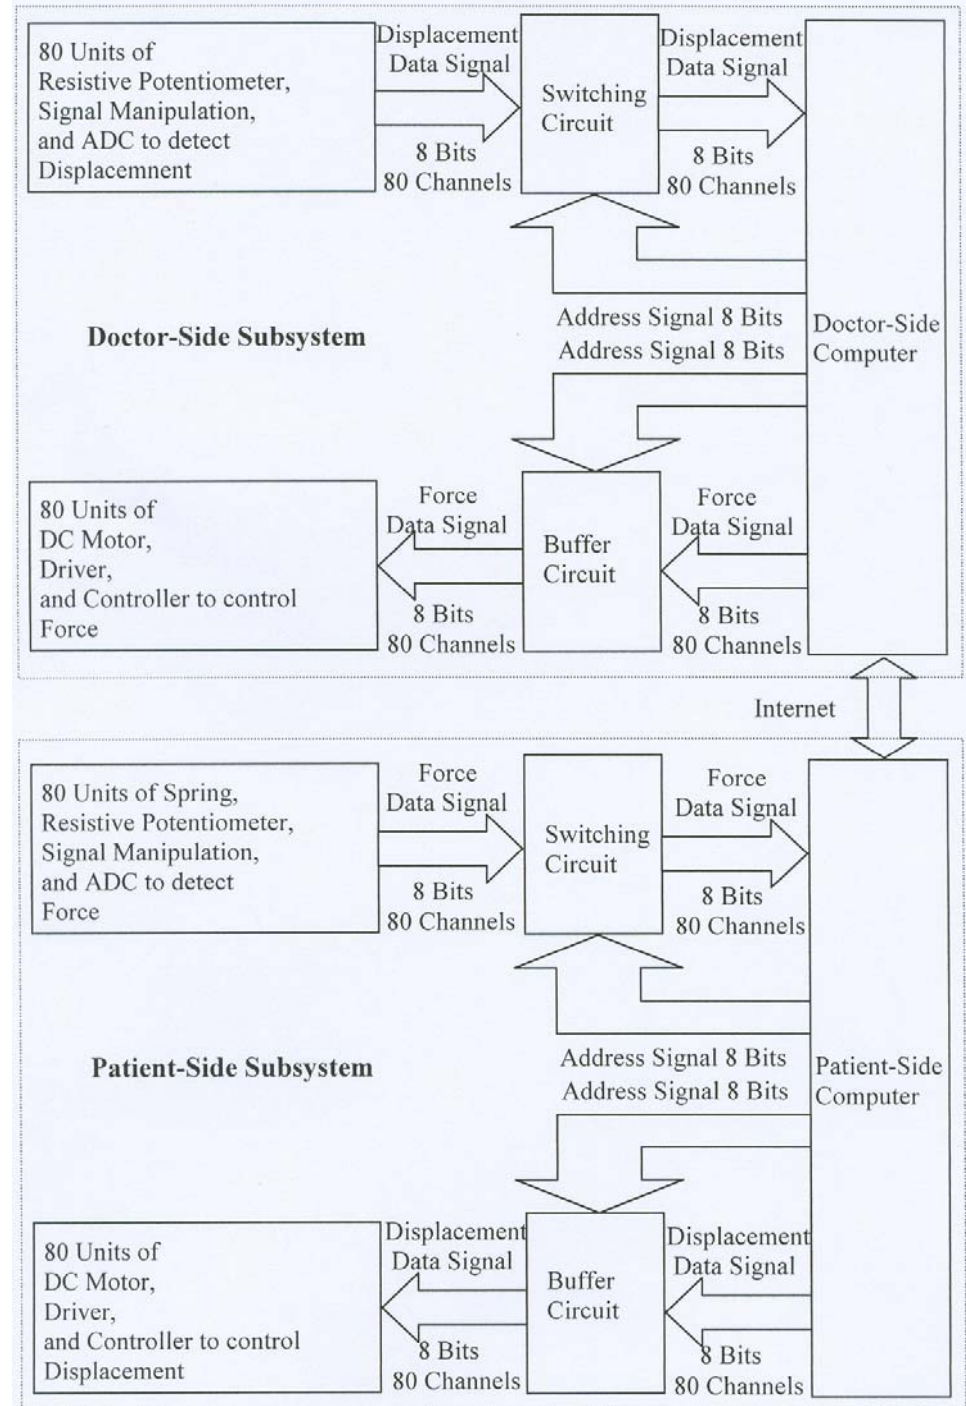 80 Units of
Resistive Potentiometer,
Signal Manipulation,
and ADC to detect
Displacemnent
Displacement
Data Signal
8 Bits
80 Channels
Switching
Circuit
Displacement
Data Signal
8 Bits
80 Channels
Doctor-Side Subsystem
Address Signal 8 Bits
Address Signal 8 Bits
Doctor-Side
Computer
80 Units of
DC Motor,
Driver,
and Controller to control
Force
Force
Data Signal
8 Bits
80 Channels
Buffer
Circuit
Force
Data Signal
8 Bits
80 Channels
Internet
80 Units of Spring,
Resistive Potentiometer,
Signal Manipulation,
and ADC to detect
Force
Force
Data Signal
8 Bits
80 Channels
Switching
Circuit
Force
Data Signal
8 Bits
80 Channels
Patient-Side Subsystem
Address Signal 8 Bits
Address Signal 8 Bits
Patient-Side
Computer
80 Units of
DC Motor,
Driver,
and Controller to control
Displacement
Displacement
Data Signal
8 Bits
80 Channels
Buffer
Circuit
Displacement
Data Signal
8 Bits
80 Channels